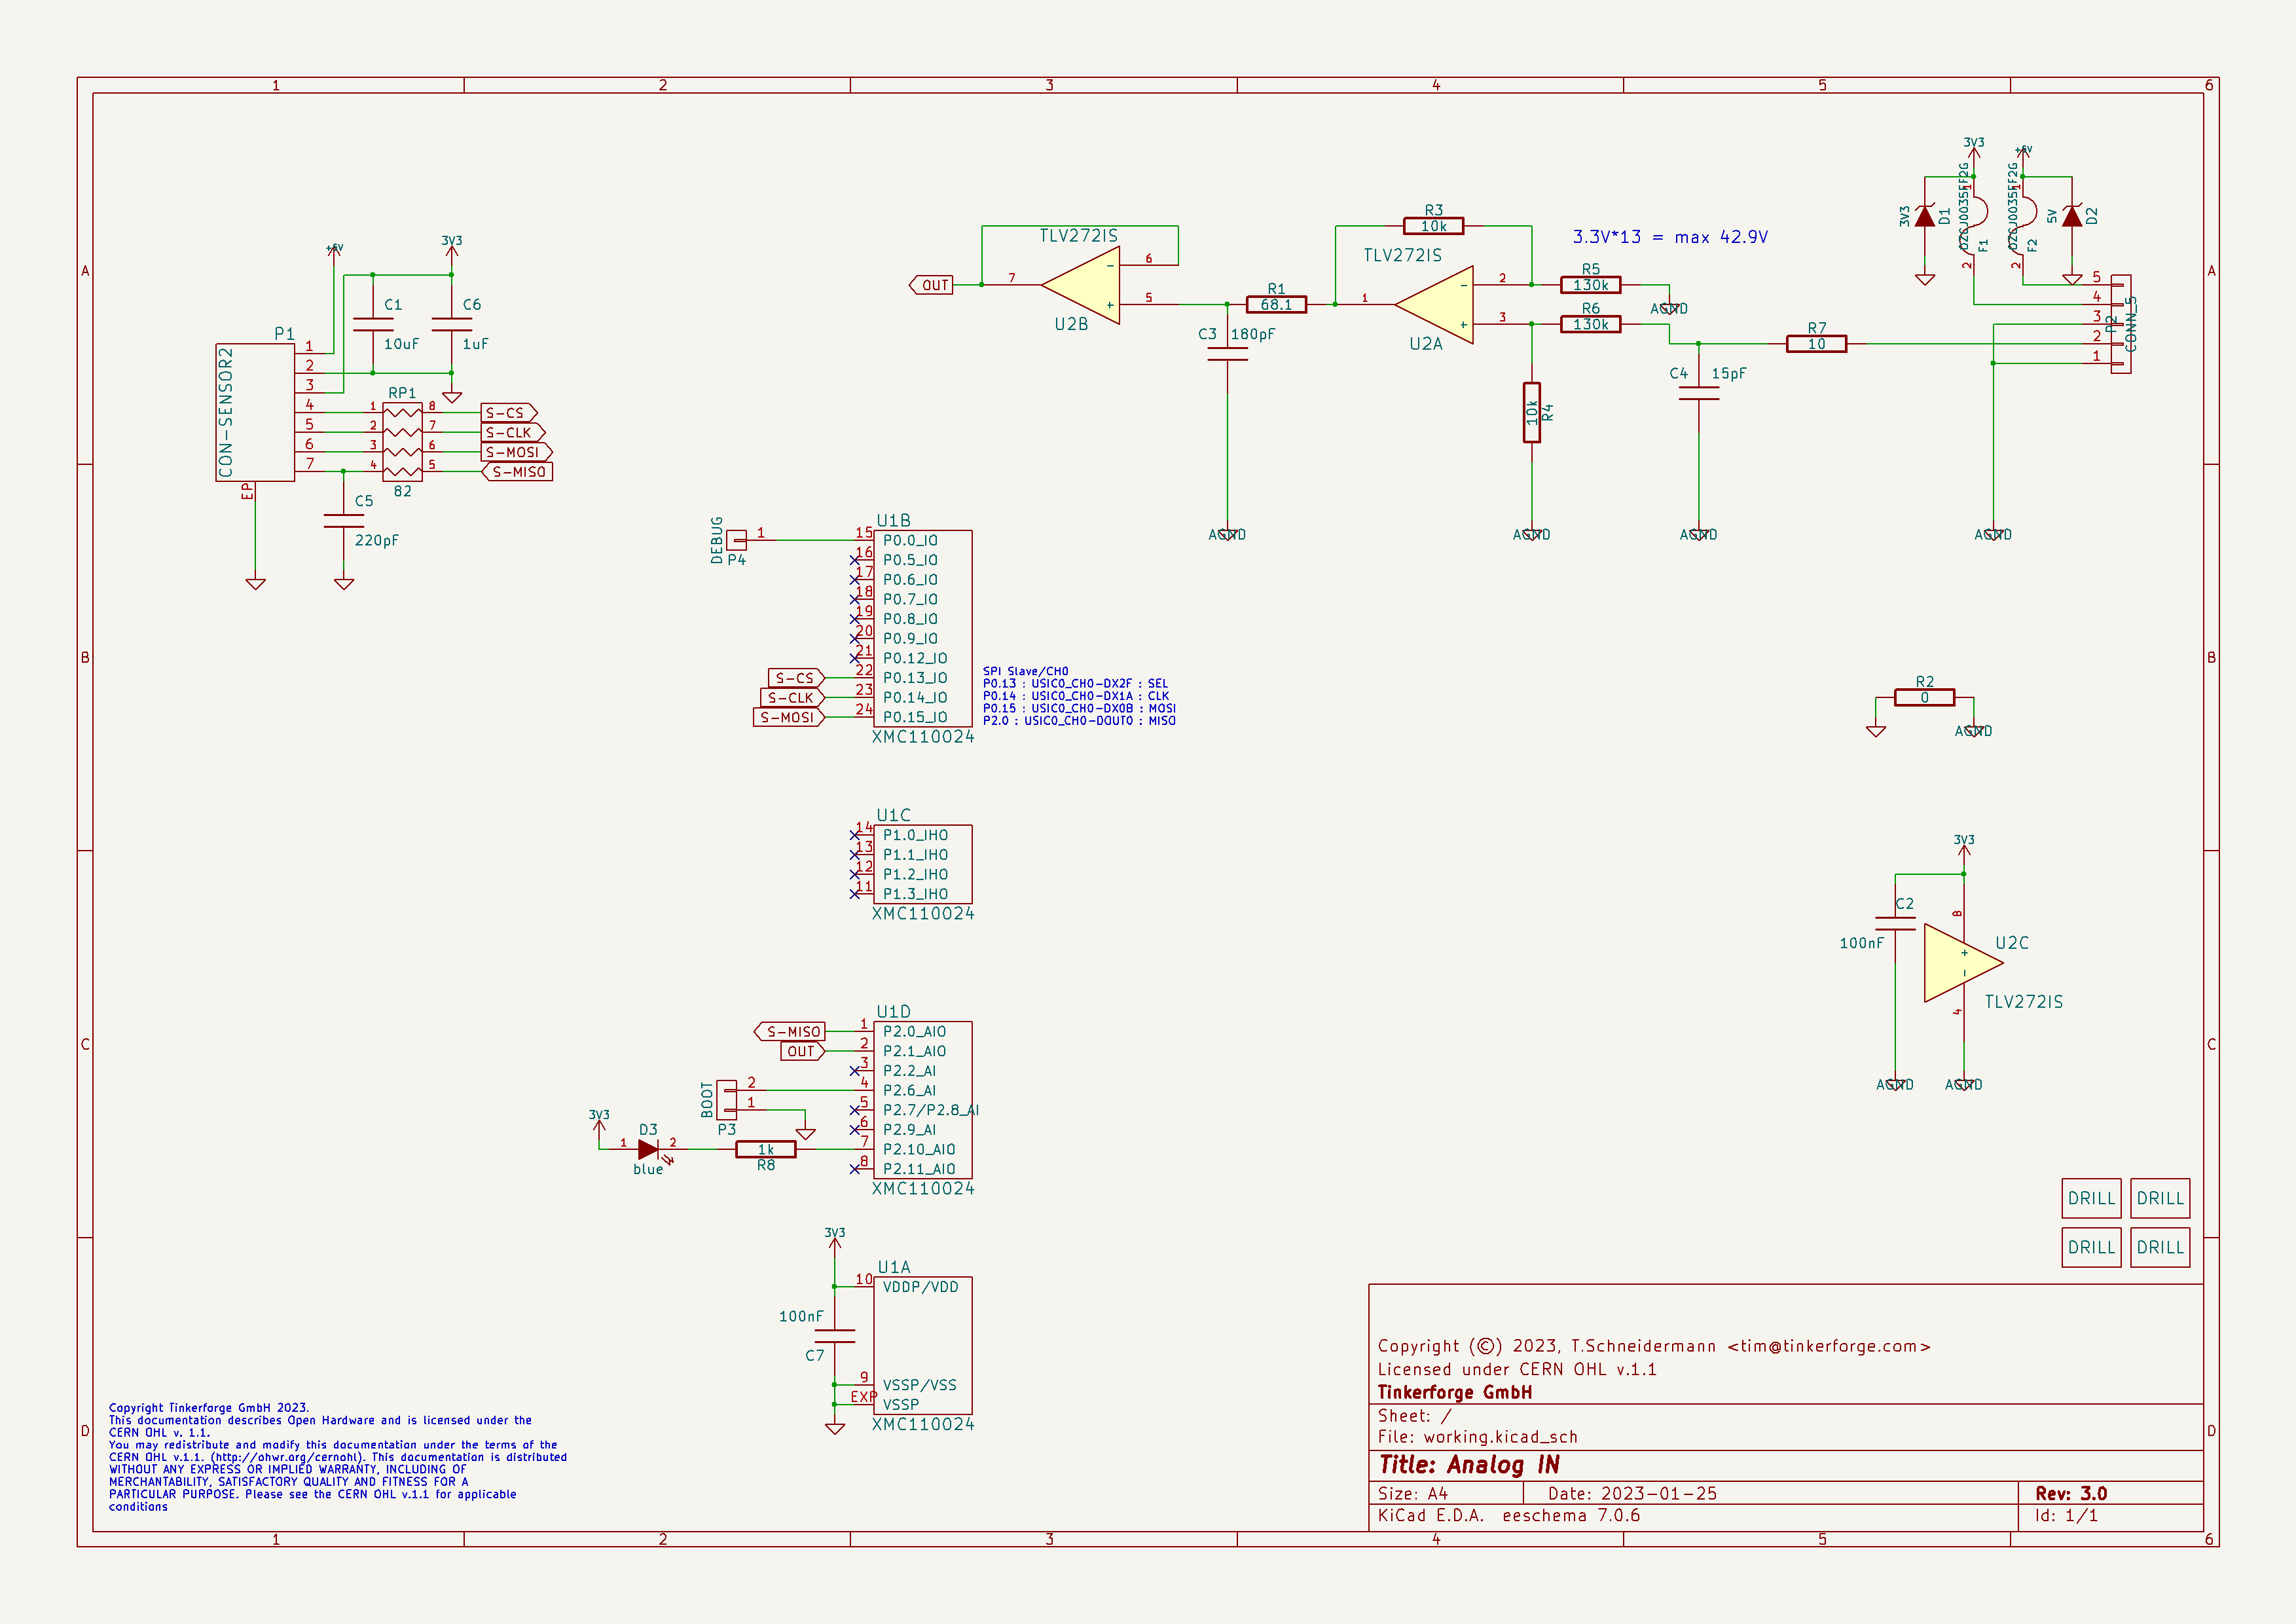 1 2 3 4 5 6
A
B
C
D
A
B
C
D
1 2 3 4 5 6
CON-SENSOR2
P1
1
2
3
4
5
6
7
EP
3V3
C1
10uF
C6
1uF
RP1
1 8
2 7
3 6
4 5
82
S-CS
S-CLK
S-MOSI
S-MISO
C5
220pF
OUT
7
TLV272IS
6
5
-
+
U2B
C3
180pF
AGND
R1
68.1
R3
10k
TLV272IS
1
2
3
-
+
U2A
3.3V*13 = max 42.9V
R5
130k
AGND
R6
130k
10k
R4
AGND
C4
15pF
AGND
R7
10
3V3
D1
3V3
1
F1
2
1
F2
2
5V
D2
5
4
3
2
1
P2
CONN_5
AGND
DEBUG
1
P4
U1B
15 P0.0_IO
16 P0.5_IO
17 P0.6_IO
18 P0.7_IO
19 P0.8_IO
20 P0.9_IO
21 P0.12_IO
S-CS 22 P0.13_IO
S-CLK 23 P0.14_IO
S-MOSI 24 P0.15_IO
XMC110024
SPI Slave/CH0
P0.13 : USIC0_CH0-DX2F : SEL
P0.14 : USIC0_CH0-DX1A : CLK
P0.15 : USIC0_CH0-DX0B : MOSI
P2.0 : USIC0_CH0-DOUT0 : MISO
R2
0
AGND
U1C
14 P1.0_IHO
13 P1.1_IHO
12 P1.2_IHO
11 P1.3_IHO
XMC110024
3V3
C2
100nF
8
+
-
4
U2C
TLV272IS
AGND AGND
U1D
S-MISO 1 P2.0_AIO
OUT 2 P2.1_AIO
3 P2.2_AI
4 P2.6_AI
5 P2.7/P2.8_AI
6 P2.9_AI
7 P2.10_AIO
8 P2.11_AIO
XMC110024
BOOT
2
1
P3
3V3
D3
1 2
blue
1k
R8
3V3
U1A
10 VDDP/VDD
100nF
C7
9 VSSP/VSS
EXP VSSP
XMC110024
DRILL DRILL
DRILL DRILL
Copyright Tinkerforge GmbH 2023.
This documentation describes Open Hardware and is licensed under the
CERN OHL v. 1.1.
You may redistribute and modify this documentation under the terms of the
CERN OHL v.1.1. (http://ohwr.org/cernohl). This documentation is distributed
WITHOUT ANY EXPRESS OR IMPLIED WARRANTY, INCLUDING OF
MERCHANTABILITY, SATISFACTORY QUALITY AND FITNESS FOR A
PARTICULAR PURPOSE. Please see the CERN OHL v.1.1 for applicable
conditions
Copyright (©) 2023, T.Schneidermann <tim@tinkerforge.com>
Licensed under CERN OHL v.1.1
Tinkerforge GmbH
Sheet: /
File: working.kicad_sch
Title: Analog IN
Size: A4 Date: 2023-01-25 Rev: 3.0
KiCad E.D.A. eeschema 7.0.6 Id: 1/1